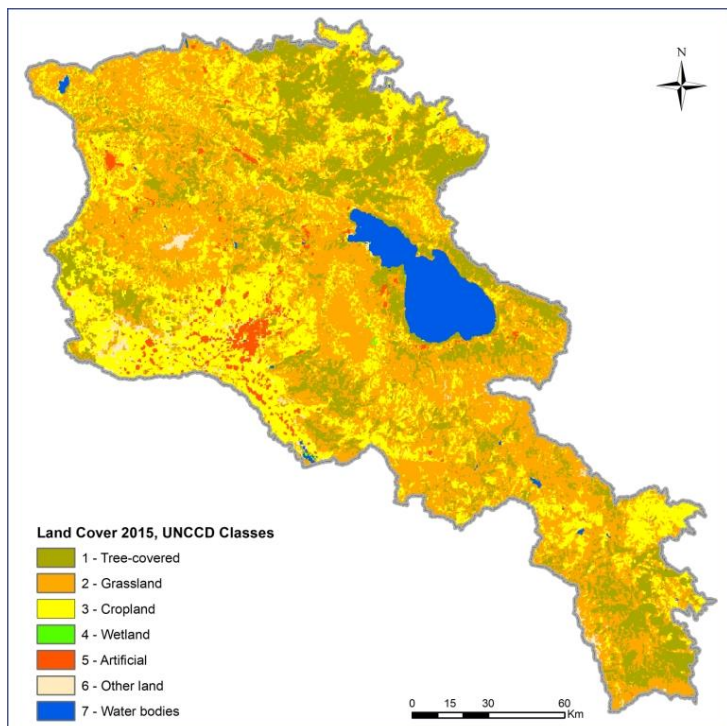 N
Land Cover 2015, UNCCD Classes
1 - Tree-covered
2 - Grassland
3 - Cropland
4 - Wetland
5 - Artificial
6 - Other land
7 - Water bodies
0 15 30 60
Km